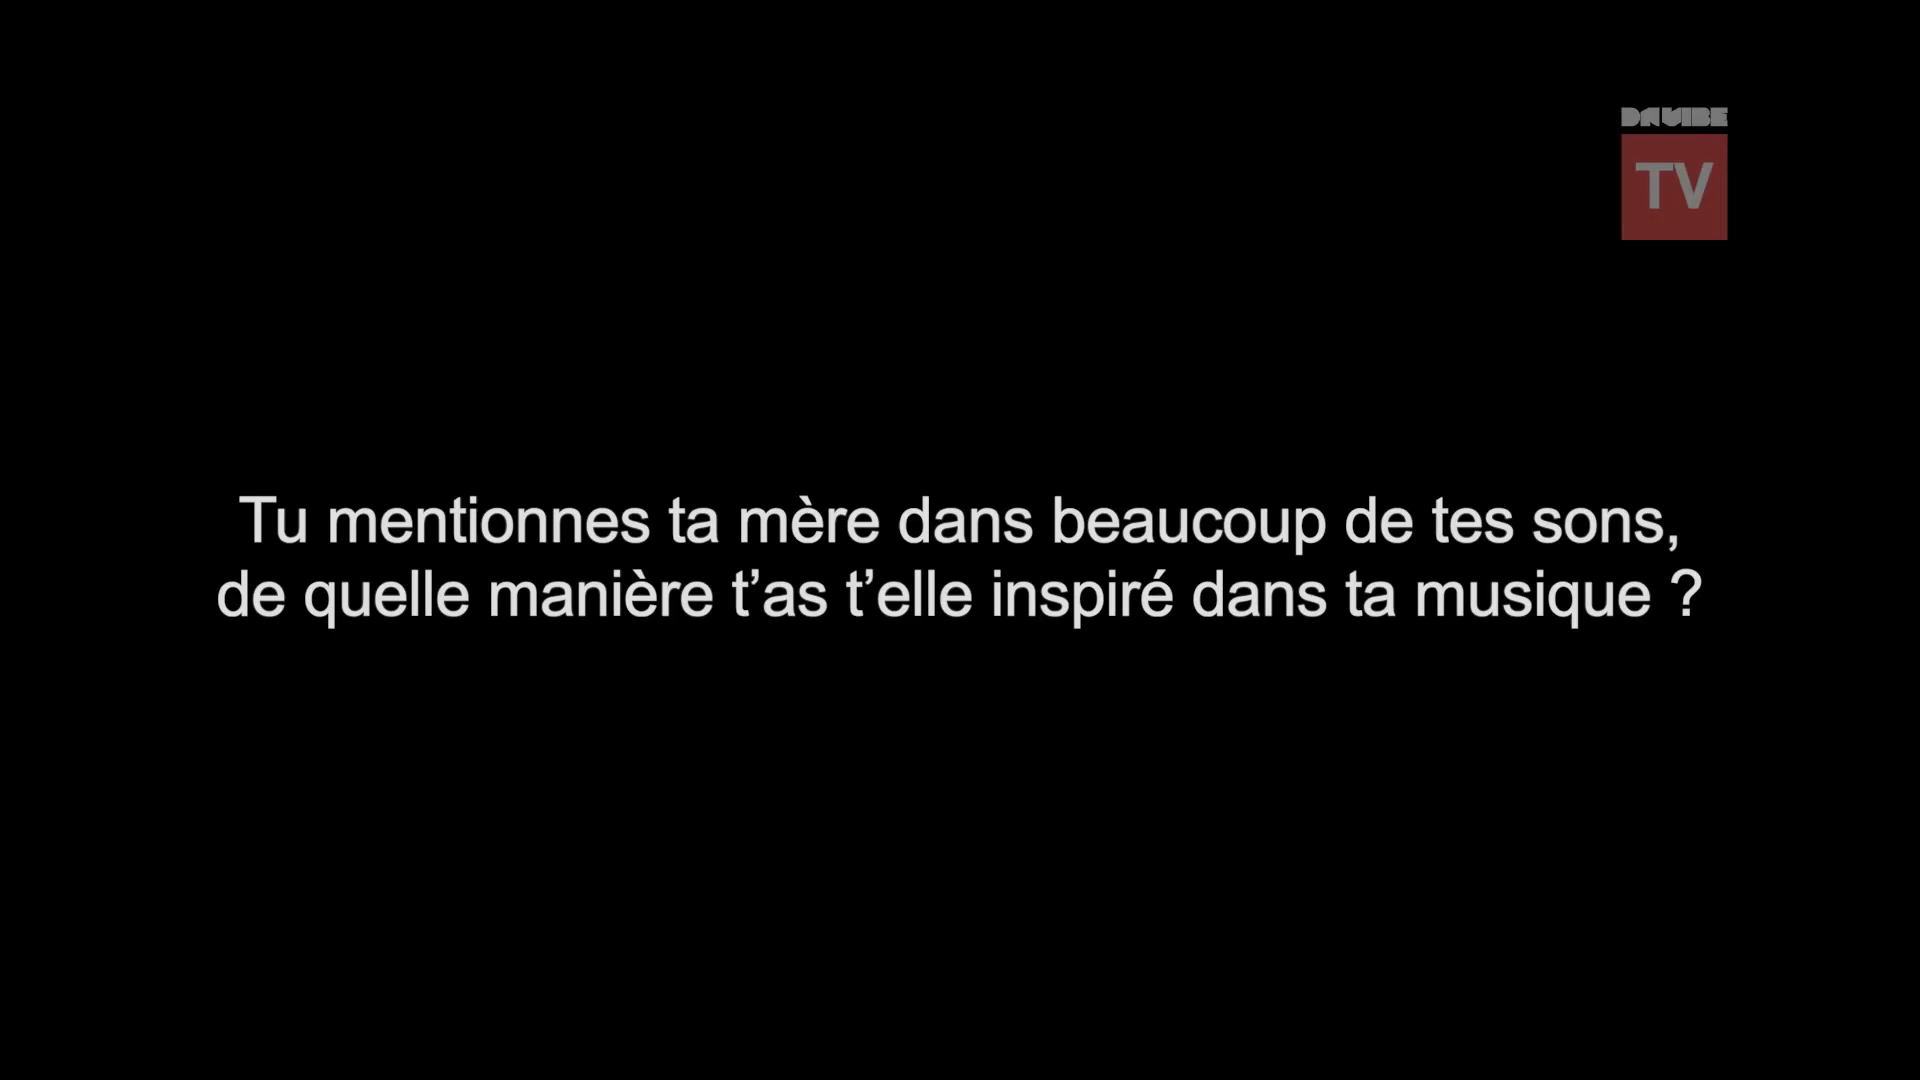 DAVIBE
TV
Tu mentionnes ta mère dans beaucoup de tes sons,
de quelle manière t’as t’elle inspiré dans ta musique ?